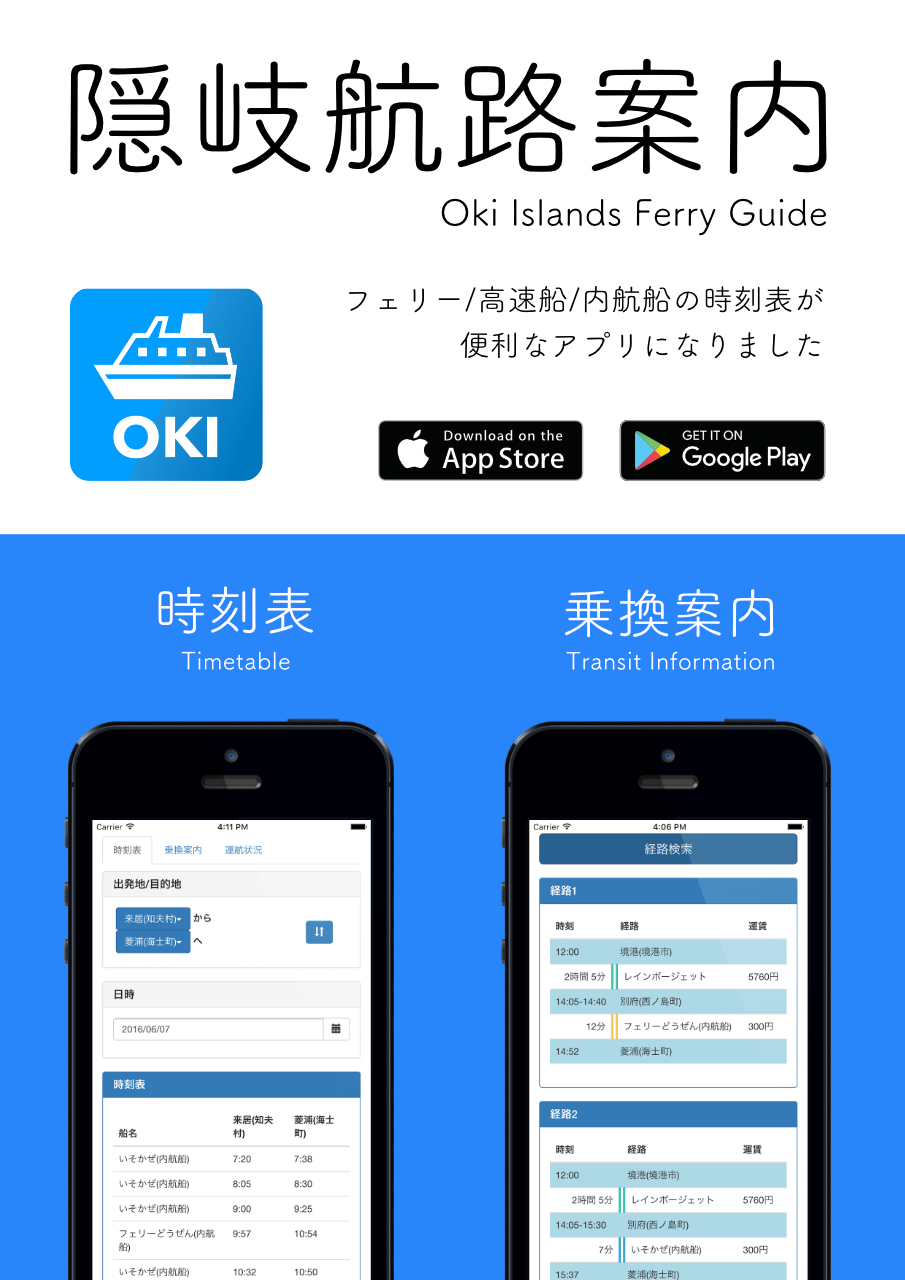 隠岐航路案内
Oki Islands Ferry Guide
フェリー/高速船/内航船の時刻表が
便利なアプリになりました
OKI
Download on the
App Store
GET IT ON
Google Play
時刻表
Timetable
Carrier 4:11 PM
時刻表 乗換案内 運航状況
出発地/目的地
来居(知夫村) から
菱浦(海士町) へ
日時
2016/06/07
時刻表
船名 来居(知夫村) 菱浦(海士町)
いそかぜ(内航船) 7:20 7:38
いそかぜ(内航船) 8:05 8:30
いそかぜ(内航船) 9:00 9:25
フェリーどうぜん(内航船) 9:57 10:54
いそかぜ(内航船) 10:32 10:50
乗換案内
Transit Information
Carrier 4:06 PM
経路検索
経路1
時刻 経路 運賃
12:00 境港(境港市)
2時間 5分 レインボージェット 5760円
14:05-14:40 別府(西ノ島町)
12分 フェリーどうぜん(内航船) 300円
14:52 菱浦(海士町)
経路2
時刻 経路 運賃
12:00 境港(境港市)
2時間 5分 レインボージェット 5760円
14:05-15:30 別府(西ノ島町)
7分 いそかぜ(内航船) 300円
15:37 菱浦(海士町)